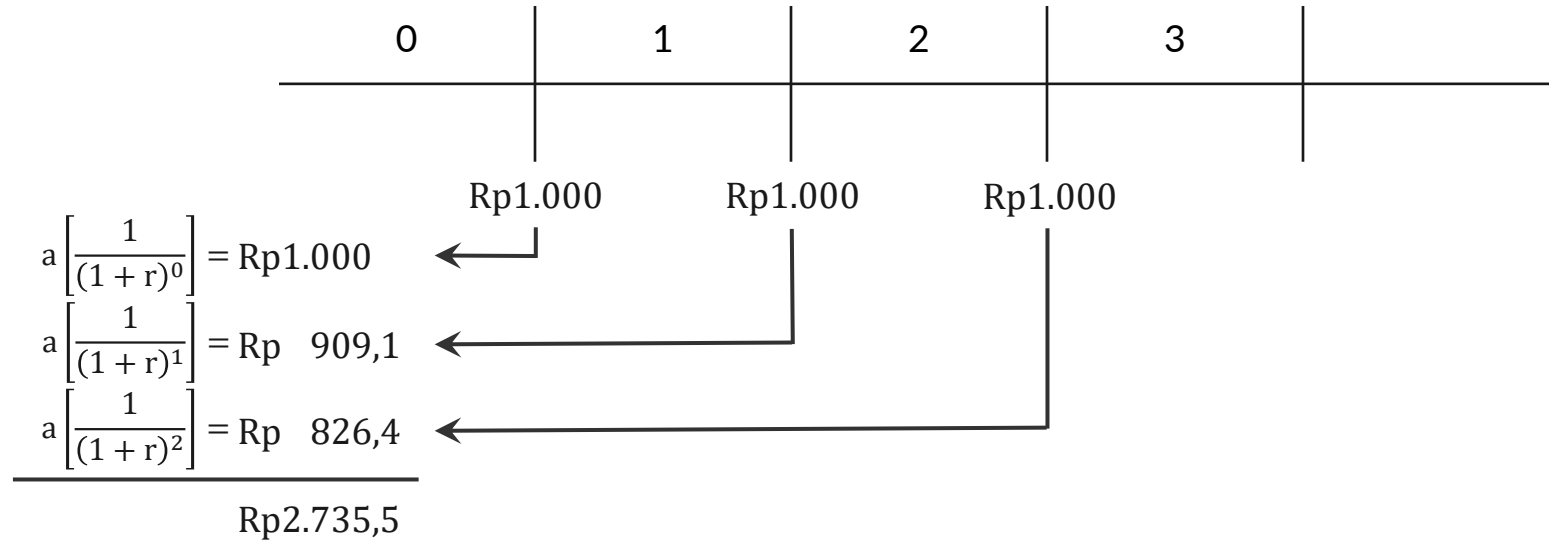 0 1 2 3
Rp1.000 Rp1.000 Rp1.000
a [1/(1 + r)⁰] = Rp1.000
a [1/(1 + r)¹] = Rp 909,1
a [1/(1 + r)²] = Rp 826,4
Rp2.735,5